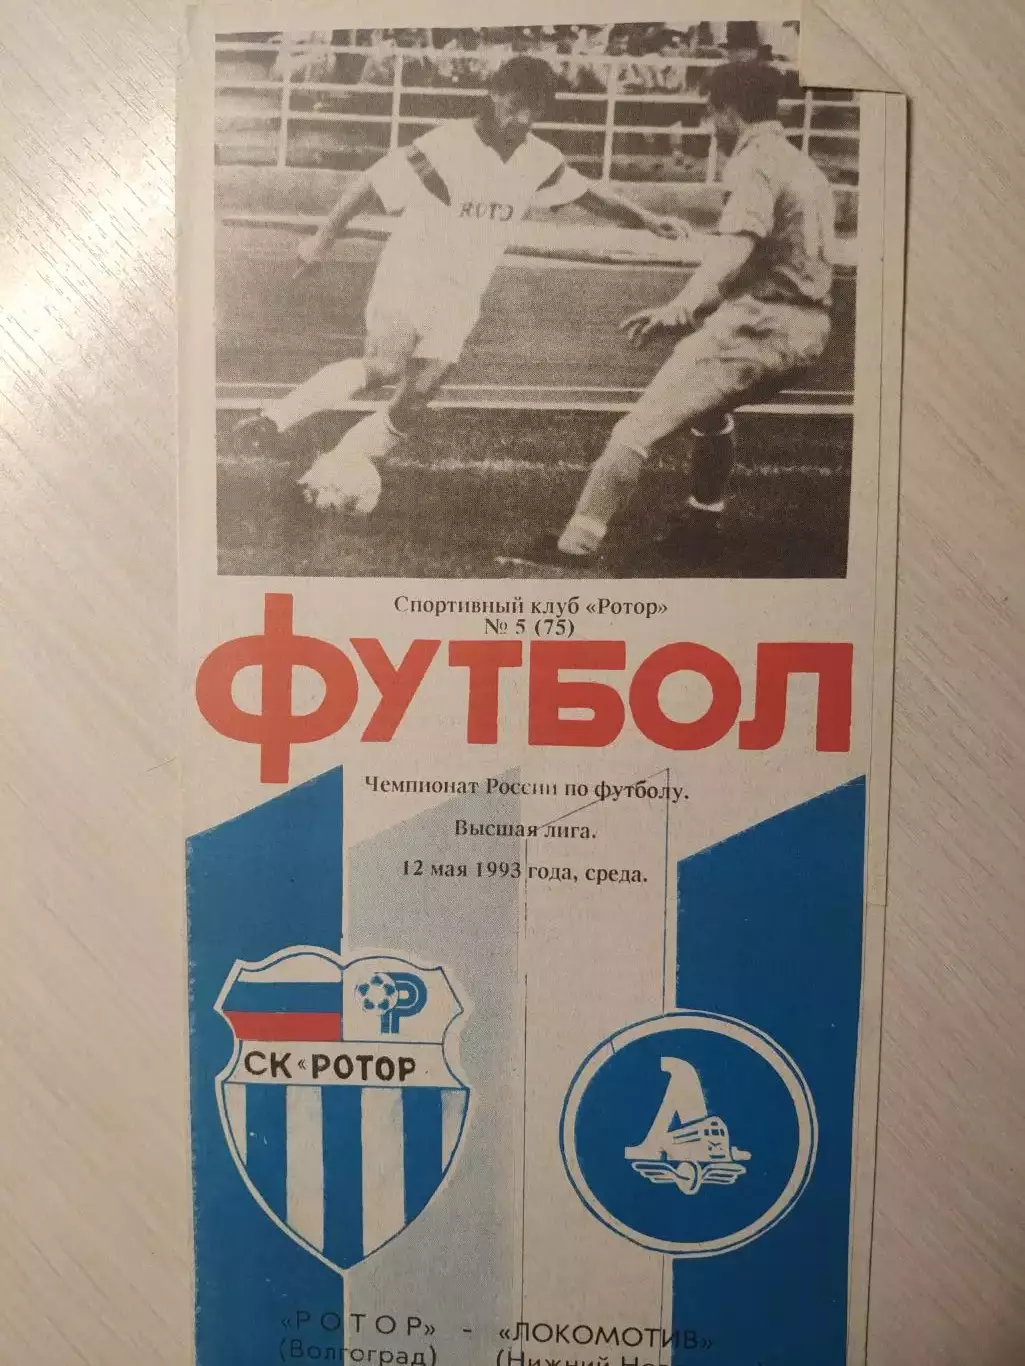 ROTO
Спортивный клуб «Ротор»
№ 5 (75)
ФУТБОЛ
Чемпионат России по футболу.
Высшая лига.
12 мая 1993 года, среда.
Р
СК «РОТОР
Л
«РОТОР» - «ЛОКОМОТИВ»
(Волгоград) (Нижний